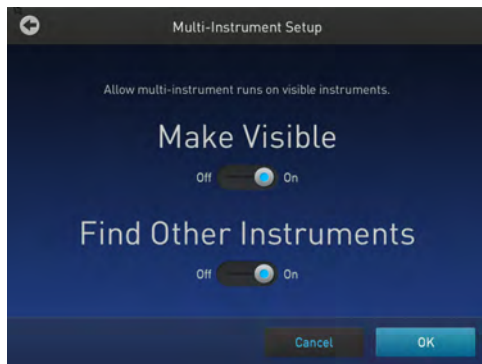 Multi-Instrument Setup
Allow multi-instrument runs on visible instruments.
Make Visible
Off On
Find Other Instruments
Off On
Cancel OK